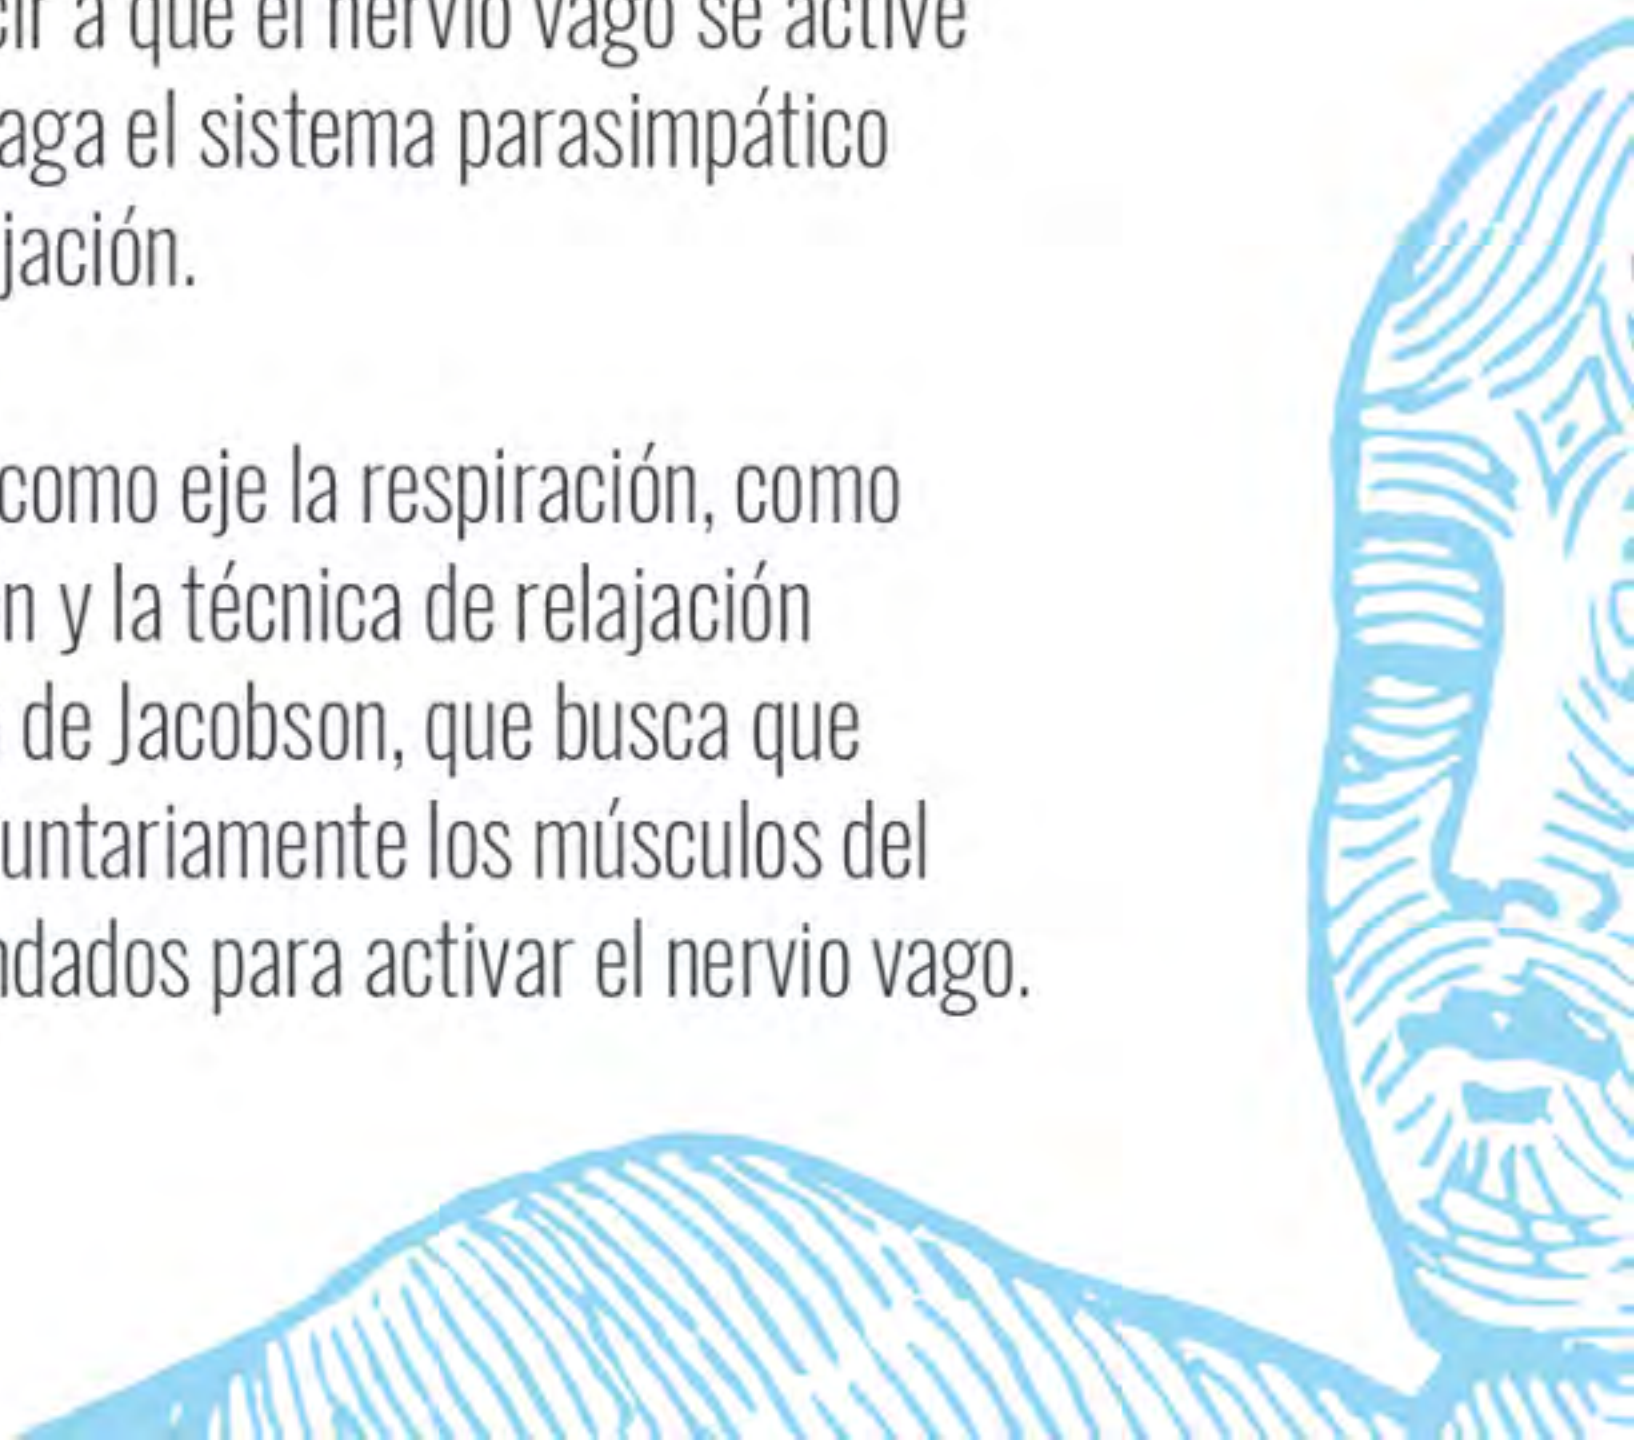 cir a que el nervio vago se active
aga el sistema parasimpático
jación.
como eje la respiración, como
n y la técnica de relajación
de Jacobson, que busca que
untariamente los músculos del
ndados para activar el nervio vago.